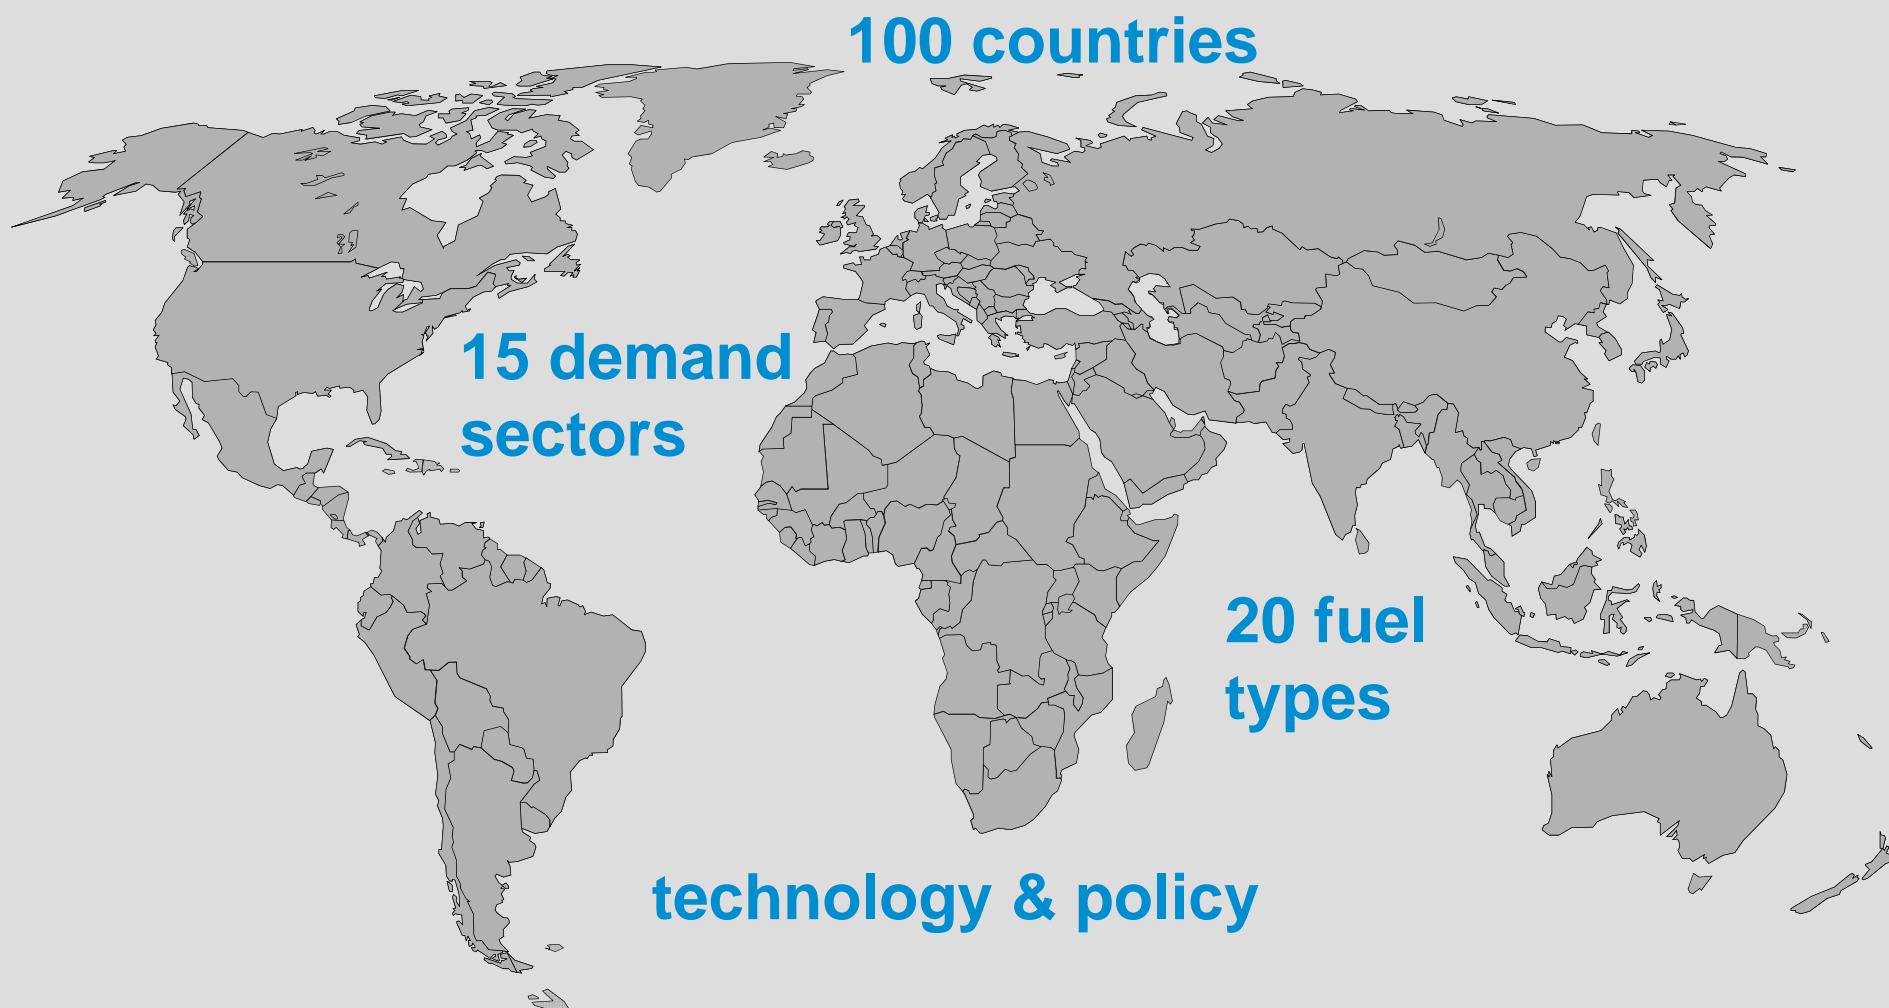 100 countries
15 demand
sectors
20 fuel
types
technology & policy